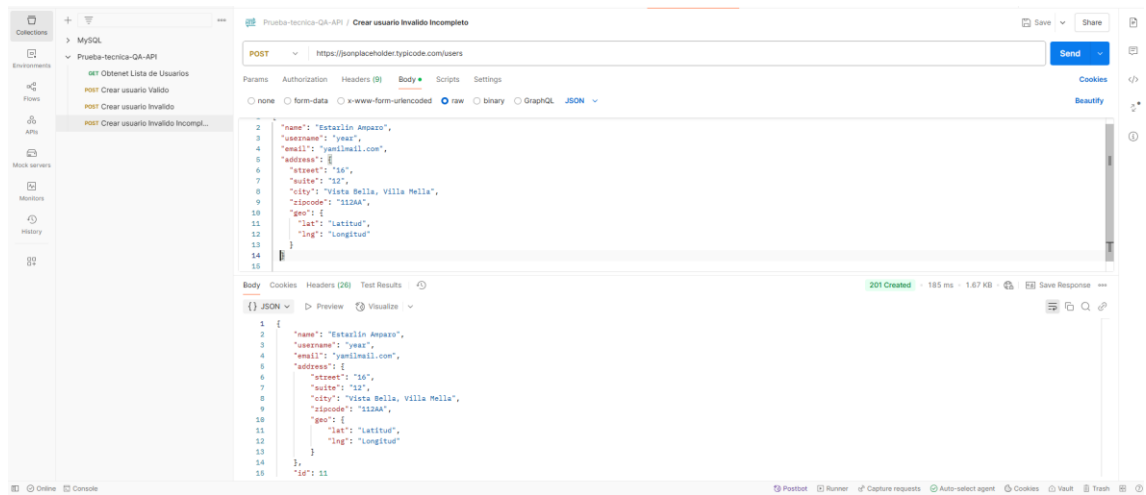 Collections
Environments
Flows
APIs
Mock servers
Monitors
History
MySQL
Prueba-tecnica-QA-API
GET Obtenet Lista de Usuarios
POST Crear usuario Valido
POST Crear usuario Invalido
POST Crear usuario Invalido Incompl...
Prueba-tecnica-QA-API / Crear usuario Invalido Incompleto
Save
Share
POST
https://jsonplaceholder.typicode.com/users
Send
Params Authorization Headers (9) Body Scripts Settings
Cookies
none form-data x-www-form-urlencoded raw binary GraphQL JSON
Beautify
2 "name": "Estarlin Amparo",
3 "username": "year",
4 "email": "yamilmail.com",
5 "address": {
6 "street": "16",
7 "suite": "12",
8 "city": "Vista Bella, Villa Mella",
9 "zipcode": "112AA",
10 "geo": {
11 "lat": "Latitud",
12 "lng": "Longitud"
13 }
14 }
15
Body Cookies Headers (26) Test Results
201 Created 185 ms 1.67 KB Save Response
{} JSON Preview Visualize
1 {
2 "name": "Estarlin Amparo",
3 "username": "year",
4 "email": "yamilmail.com",
5 "address": {
6 "street": "16",
7 "suite": "12",
8 "city": "Vista Bella, Villa Mella",
9 "zipcode": "112AA",
10 "geo": {
11 "lat": "Latitud",
12 "lng": "Longitud"
13 }
14 },
15 "id": 11
Online Console
Postbot Runner Capture requests Auto-select agent Cookies Vault Trash